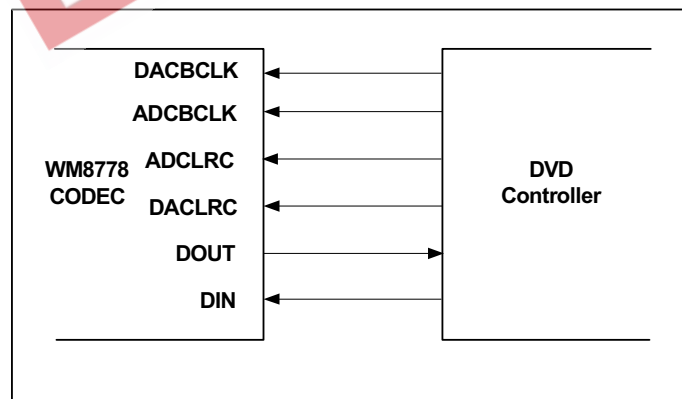 DACBCLK
ADCBCLK
ADCLRC
WM8778
CODEC
DACLRC
DOUT
DIN
DVD
Controller